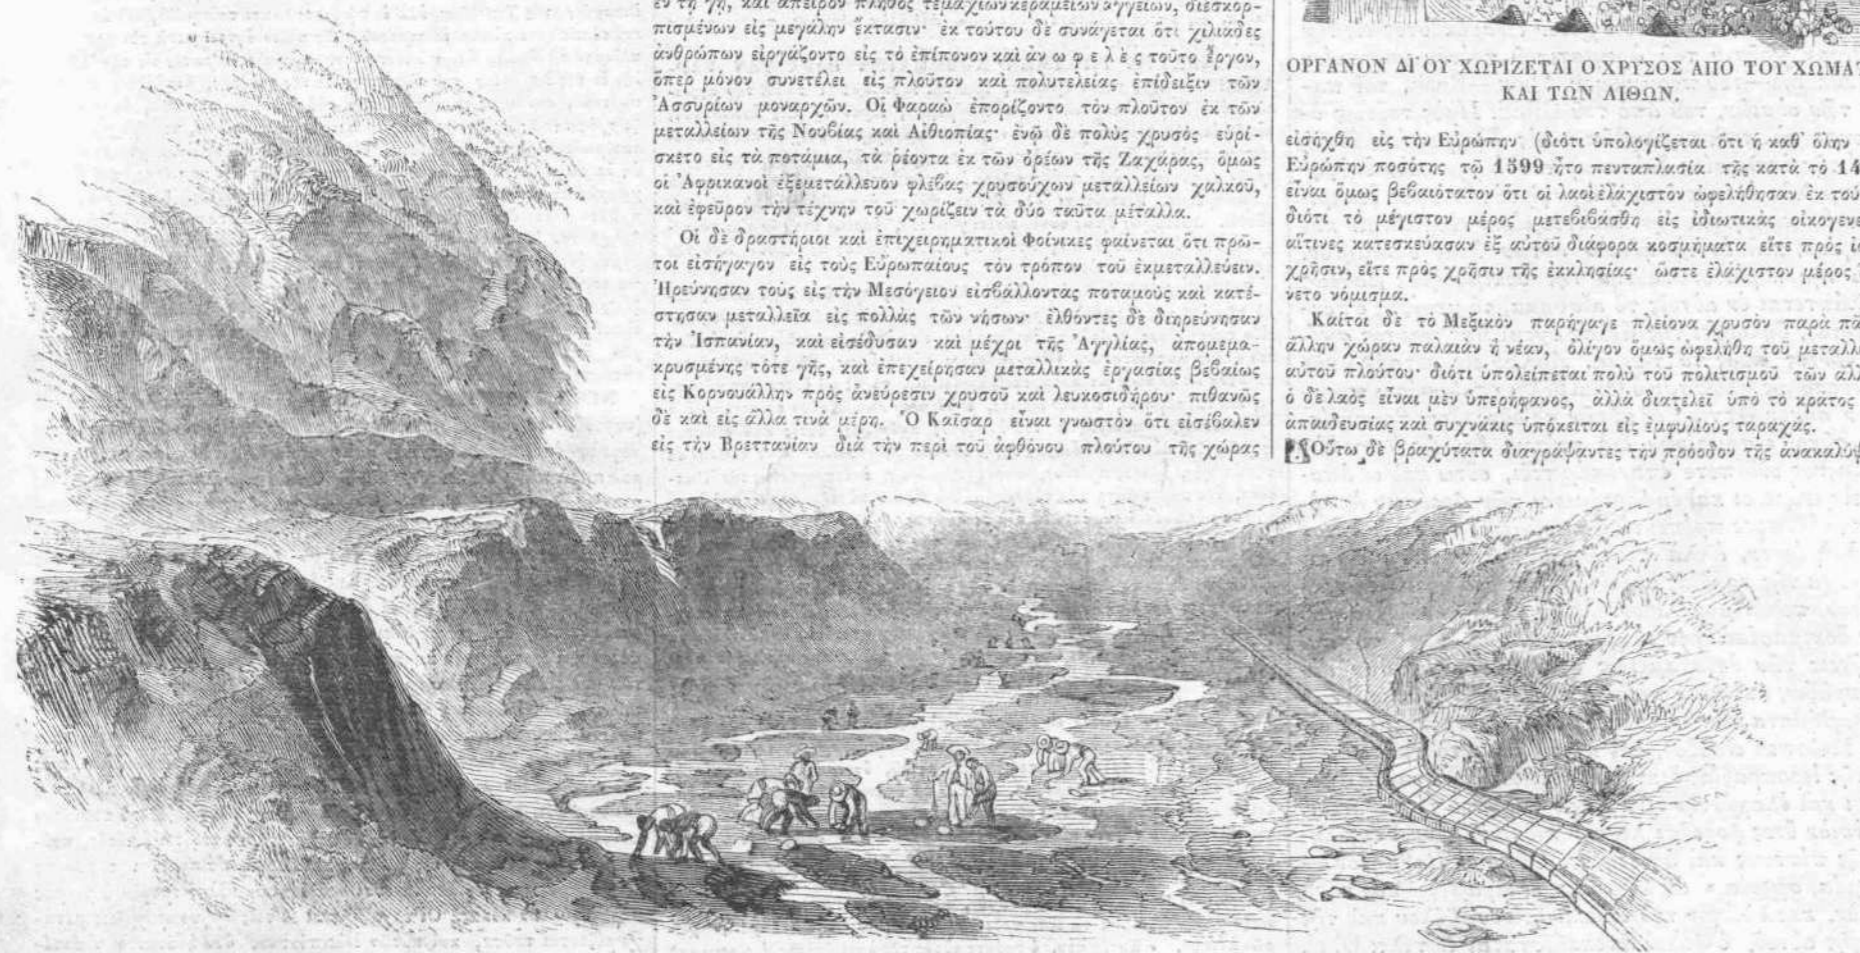 ἐν τῇ γῇ, καὶ ἄπειρον πλῆθος τεμαχίων κεραμείων ἀγγείων, διεσκορ-
πισμένων εἰς μεγάλην ἔκτασιν· ἐκ τούτου δὲ συνάγεται ὅτι χιλιάδες
ἀνθρώπων εἰργάζοντο εἰς τὸ ἐπίπονον καὶ ἀνωφελὲς τοῦτο ἔργον,
ὅπερ μόνον συνετέλει εἰς πλοῦτον καὶ πολυτελείας ἐπίδειξιν τῶν
Ἀσσυρίων μοναρχῶν. Οἱ Φαραὼ ἐπορίζοντο τὸν πλοῦτον ἐκ τῶν
μεταλλείων τῆς Νουβίας καὶ Αἰθιοπίας· ἐνῷ δὲ πολὺς χρυσὸς εὑρί-
σκετο εἰς τὰ ποτάμια, τὰ ῥέοντα ἐκ τῶν ὀρέων τῆς Ζαχάρας, ὅμως
οἱ Ἀφρικανοὶ ἐξεμετάλλευον φλέβας χρυσούχων μεταλλείων χαλκοῦ,
καὶ ἐφεῦρον τὴν τέχνην τοῦ χωρίζειν τὰ δύο ταῦτα μέταλλα.
Οἱ δὲ δραστήριοι καὶ ἐπιχειρηματικοὶ Φοίνικες φαίνεται ὅτι πρῶ-
τοι εἰσήγαγον εἰς τοὺς Εὐρωπαίους τὸν τρόπον τοῦ ἐκμεταλλεύειν.
Ἠρεύνησαν τοὺς εἰς τὴν Μεσόγειον εἰσβάλλοντας ποταμοὺς καὶ κατέ-
στησαν μεταλλεῖα εἰς πολλὰς τῶν νήσων· ἐλθόντες δὲ διηρεύνησαν
τὴν Ἰσπανίαν, καὶ εἰσέδυσαν καὶ μέχρι τῆς Ἀγγλίας, ἀπομεμα-
κρυσμένης τότε γῆς, καὶ ἐπεχείρησαν μεταλλικὰς ἐργασίας βεβαίως
εἰς Κορνουάλλην πρὸς ἀνεύρεσιν χρυσοῦ καὶ λευκοσιδήρου· πιθανῶς
δὲ καὶ εἰς ἄλλα τινὰ μέρη. Ὁ Καῖσαρ εἶναι γνωστὸν ὅτι εἰσέβαλεν
εἰς τὴν Βρεττανίαν διὰ τὴν περὶ τοῦ ἀφθόνου πλούτου τῆς χώρας
ΟΡΓΑΝΟΝ ΔΙ' ΟΥ ΧΩΡΙΖΕΤΑΙ Ο ΧΡΥΣΟΣ ΑΠΟ ΤΟΥ ΧΩΜΑΤ
ΚΑΙ ΤΩΝ ΛΙΘΩΝ.
εἰσήχθη εἰς τὴν Εὐρώπην (διότι ὑπολογίζεται ὅτι ἡ καθ' ὅλην
Εὐρώπην ποσότης τῷ 1599 ἦτο πενταπλασία τῆς κατὰ τὸ 14
εἶναι ὅμως βεβαιότατον ὅτι οἱ λαοὶ ἐλάχιστον ὠφελήθησαν ἐκ τού
διότι τὸ μέγιστον μέρος μετεβιβάσθη εἰς ἰδιωτικὰς οἰκογενε
αἵτινες κατεσκεύασαν ἐξ αὐτοῦ διάφορα κοσμήματα εἴτε πρὸς ἰ
χρῆσιν, εἴτε πρὸς χρῆσιν τῆς ἐκκλησίας· ὥστε ἐλάχιστον μέρος
νετο νόμισμα.
Καίτοι δὲ τὸ Μεξικὸν παρήγαγε πλείονα χρυσὸν παρὰ πᾶ
ἄλλην χώραν παλαιὰν ἢ νέαν, ὀλίγον ὅμως ὠφελήθη τοῦ μεταλλ
αὐτοῦ πλούτου· διότι ὑπολείπεται πολὺ τοῦ πολιτισμοῦ τῶν ἄλλ
ὁ δὲ λαὸς εἶναι μὲν ὑπερήφανος, ἀλλὰ διατελεῖ ὑπὸ τὸ κράτος
ἀπαιδευσίας καὶ συχνάκις ὑπόκειται εἰς ἐμφυλίους ταραχάς.
Οὕτω δὲ βραχύτατα διαγράψαντες τὴν πρόοδον τῆς ἀνακαλύψ